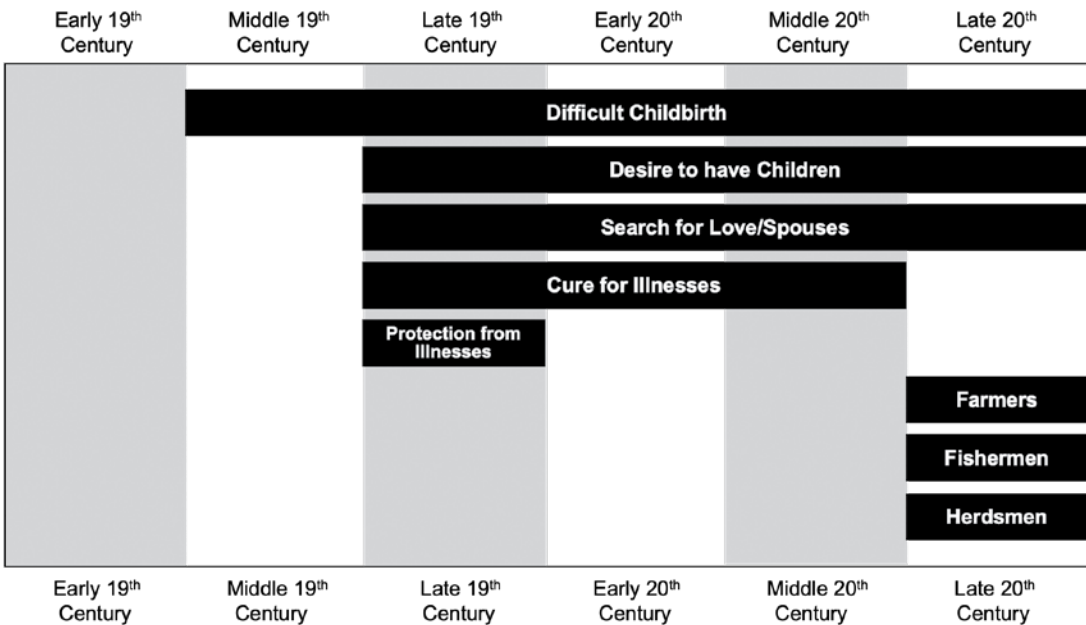 Early 19th Middle 19th Late 19th Early 20th Middle 20th Late 20th
Century Century Century Century Century Century
Difficult Childbirth
Desire to have Children
Search for Love/Spouses
Cure for Illnesses
Protection from
Illnesses
Farmers
Fishermen
Herdsmen
Early 19th Middle 19th Late 19th Early 20th Middle 20th Late 20th
Century Century Century Century Century Century